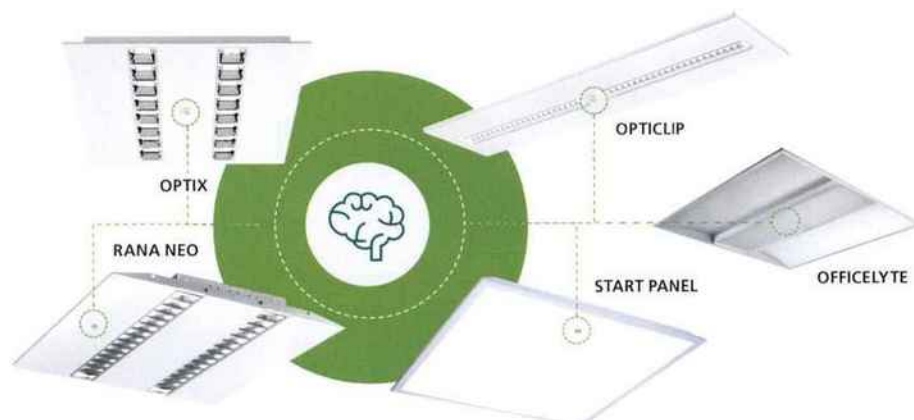 OPTIX
OPTICLIP
RANA NEO
START PANEL
OFFICELYTE